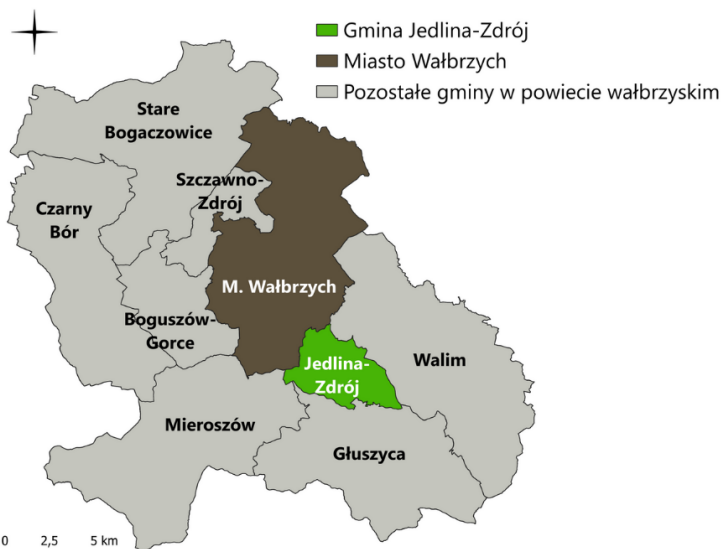 Gmina Jedlina-Zdrój
Miasto Wałbrzych
Pozostałe gminy w powiecie wałbrzyskim
Stare
Bogaczowice
Szczawno-
Zdrój
Czarny
Bór
M. Wałbrzych
Boguszów-
Gorce
Jedlina-
Zdrój
Walim
Mieroszów
Głuszyca
0 2,5 5 km